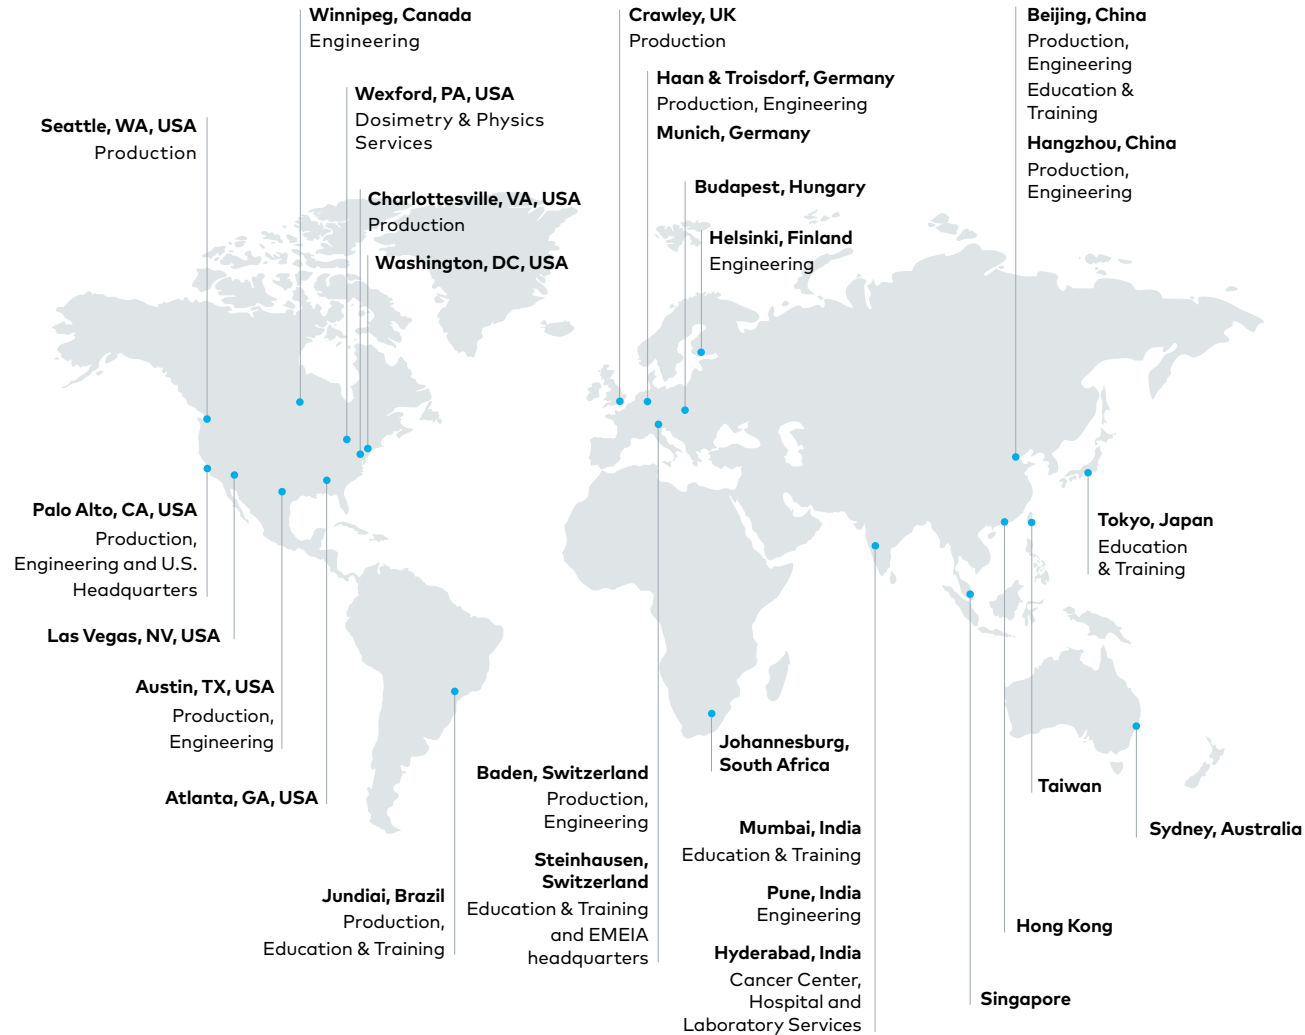 Winnipeg, Canada
Engineering
Crawley, UK
Production
Beijing, China
Production,
Engineering
Education &
Training
Hangzhou, China
Production,
Engineering
Haan & Troisdorf, Germany
Production, Engineering
Munich, Germany
Wexford, PA, USA
Dosimetry & Physics
Services
Seattle, WA, USA
Production
Charlottesville, VA, USA
Production
Budapest, Hungary
Washington, DC, USA
Helsinki, Finland
Engineering
Palo Alto, CA, USA
Production,
Engineering and U.S.
Headquarters
Tokyo, Japan
Education
& Training
Las Vegas, NV, USA
Austin, TX, USA
Production,
Engineering
Atlanta, GA, USA
Jundiai, Brazil
Production,
Education & Training
Baden, Switzerland
Production,
Engineering
Steinhausen,
Switzerland
Education & Training
and EMEIA
headquarters
Johannesburg,
South Africa
Mumbai, India
Education & Training
Pune, India
Engineering
Hyderabad, India
Cancer Center,
Hospital and
Laboratory Services
Taiwan
Sydney, Australia
Hong Kong
Singapore